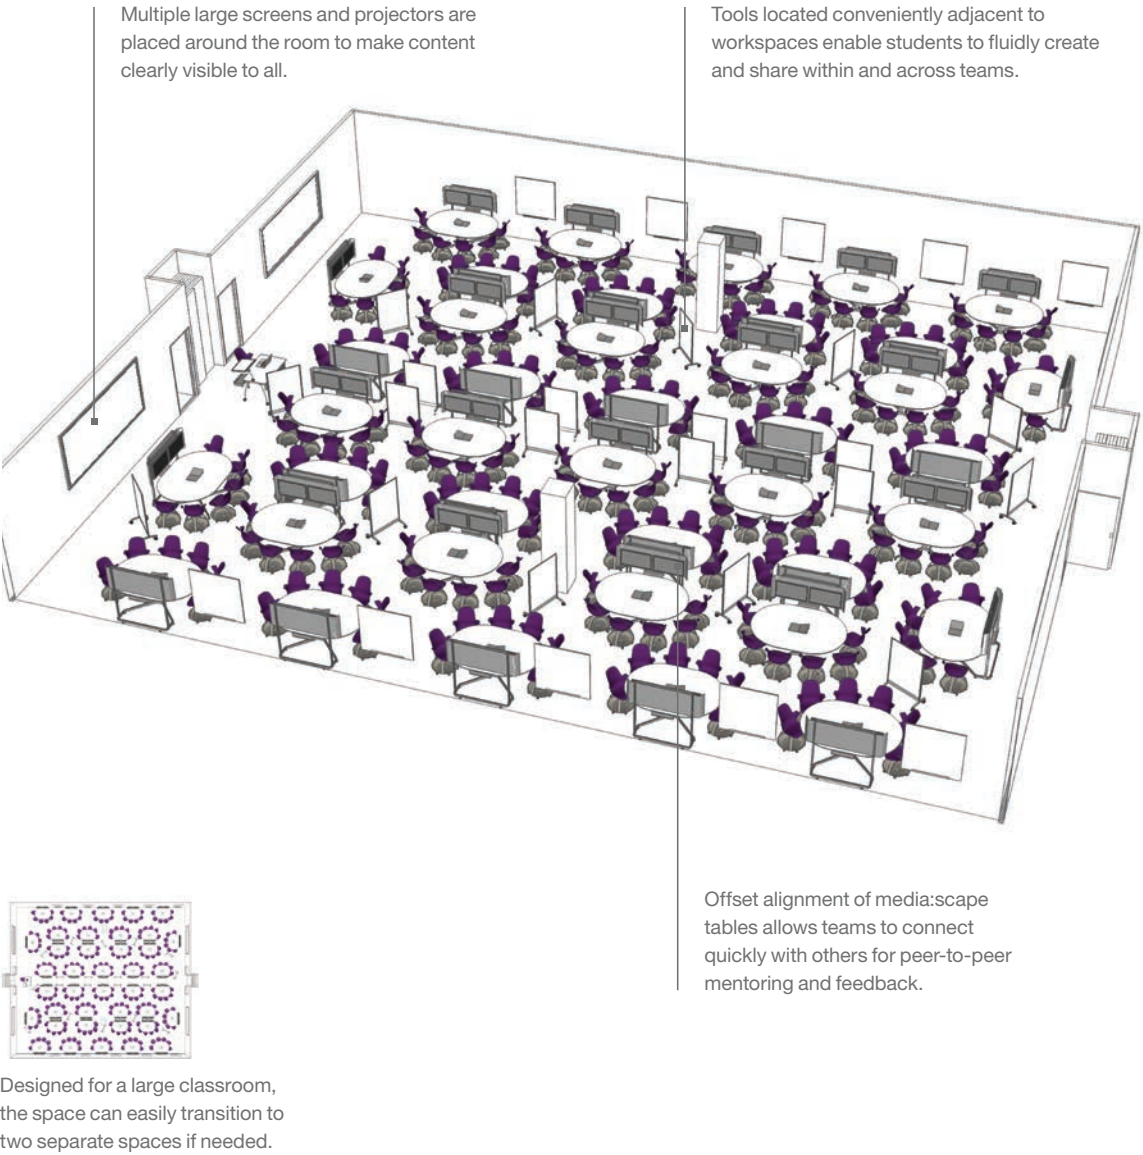 Multiple large screens and projectors are
placed around the room to make content
clearly visible to all.
Tools located conveniently adjacent to
workspaces enable students to fluidly create
and share within and across teams.
Offset alignment of media:scape
tables allows teams to connect
quickly with others for peer-to-peer
mentoring and feedback.
Designed for a large classroom,
the space can easily transition to
two separate spaces if needed.